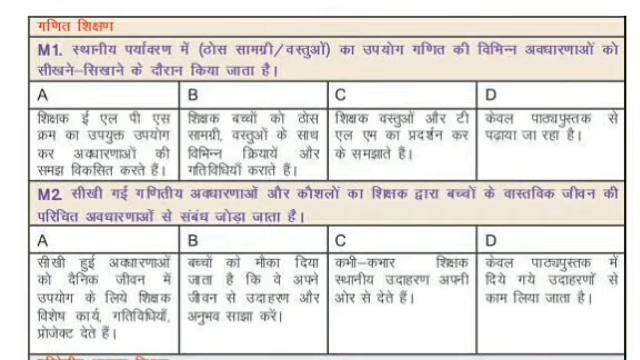 गणित शिक्षण
M1. स्थानीय पर्यावरण में (ठोस सामग्री/वस्तुओं) का उपयोग गणित की विभिन्न अवधारणाओं को
सीखने-सिखाने के दौरान किया जाता है।
A
B
C
D
शिक्षक ई एल पी एस
क्रम का उपयुक्त उपयोग
कर अवधारणाओं की
समझ विकसित करते हैं।
शिक्षक बच्चों को ठोस
सामग्री, वस्तुओं के साथ
विभिन्न क्रियायें और
गतिविधियाँ कराते हैं।
शिक्षक वस्तुओं और टी
एल एम का प्रदर्शन कर
के समझाते हैं।
केवल पाठ्यपुस्तक से
पढ़ाया जा रहा है।
M2. सीखी गई गणितीय अवधारणाओं और कौशलों का शिक्षक द्वारा बच्चों के वास्तविक जीवन की
परिचित अवधारणाओं से संबंध जोड़ा जाता है।
A
B
C
D
सीखी हुई अवधारणाओं
को दैनिक जीवन में
उपयोग के लिये शिक्षक
विशेष कार्य, गतिविधियाँ,
प्रोजेक्ट देते हैं।
बच्चों को मौका दिया
जाता है कि वे अपने
जीवन से उदाहरण और
अनुभव साझा करें।
कभी-कभार शिक्षक
स्थानीय उदाहरण अपनी
ओर से देते हैं।
केवल पाठ्यपुस्तक में
दिये गये उदाहरणों से
काम लिया जाता है।